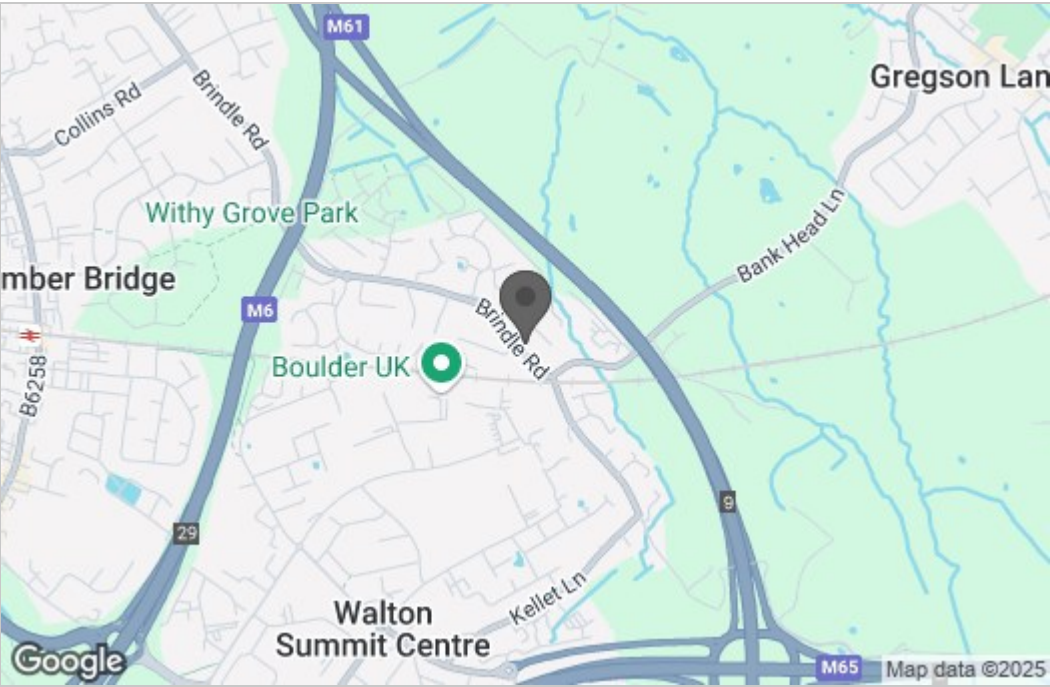 M61
Gregson Lan
Collins Rd
Brindle Rd
Withy Grove Park
Bank Head Ln
mber Bridge
M6
Brindle Rd
Boulder UK
B6258
9
29
Kellet Ln
Walton
Summit Centre
Google
M65
Map data ©2025